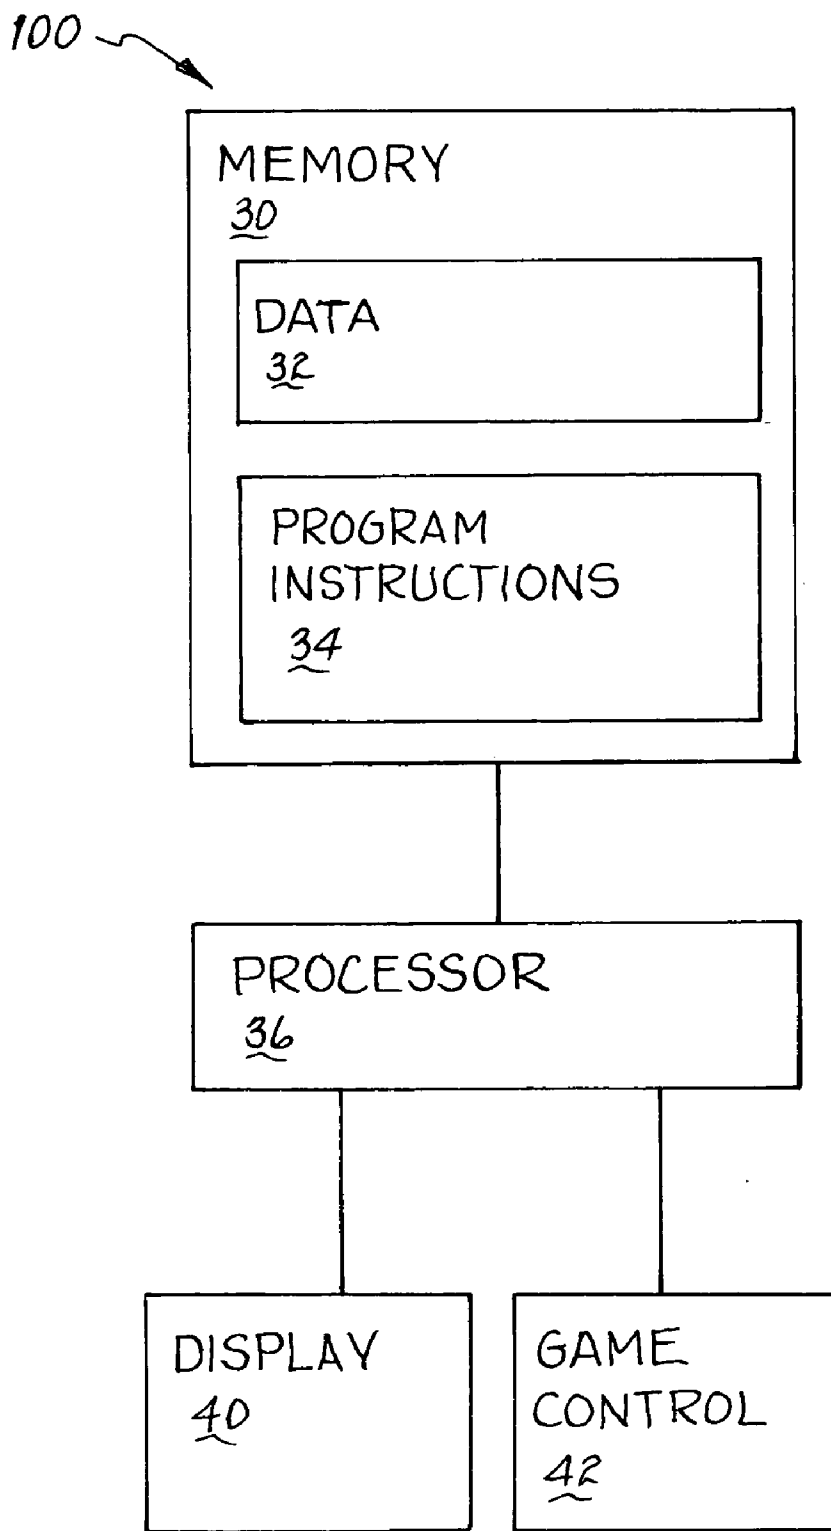 100
MEMORY
30
DATA
32
PROGRAM
INSTRUCTIONS
34
PROCESSOR
36
DISPLAY
40
GAME
CONTROL
42